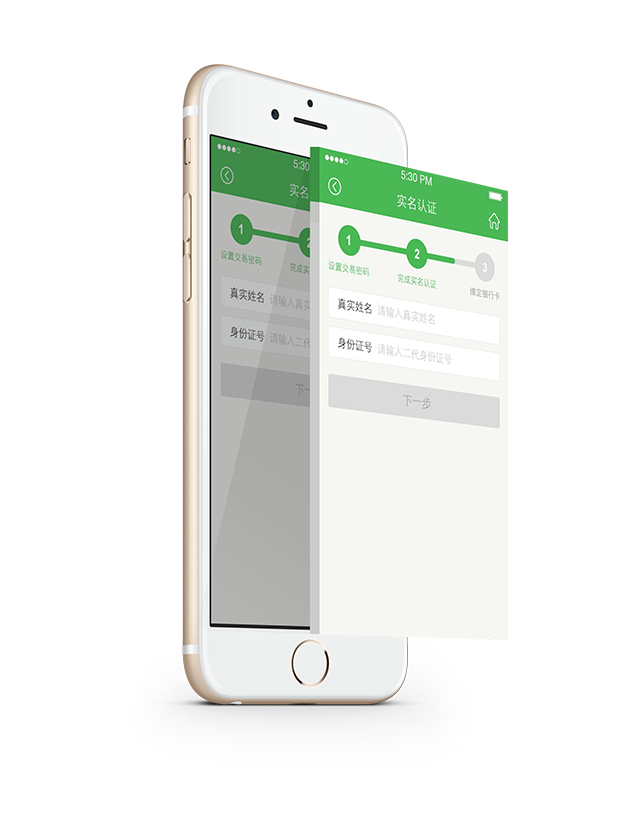 5:30
实名
1
2
设置交易密码
完成实
真实姓名 请输入真实
身份证号 请输入二
下一
5:30 PM
实名认证
1
2
3
设置交易密码
完成实名认证
绑定银行卡
真实姓名 请输入真实姓名
身份证号 请输入二代身份证号
下一步